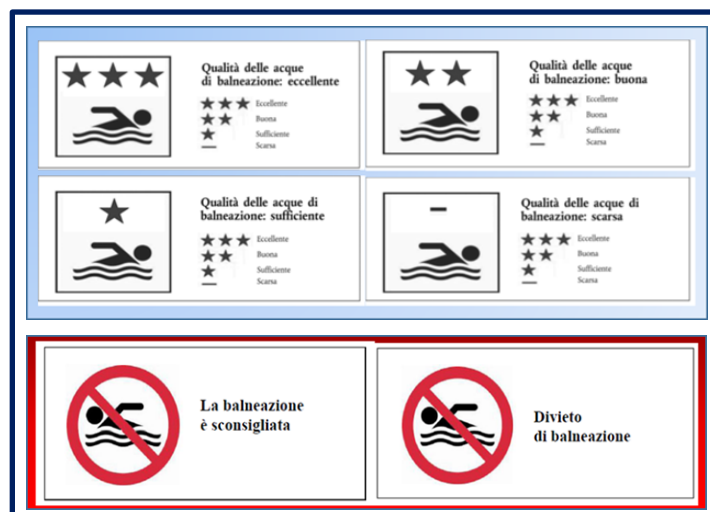 Qualità delle acque
di balneazione: eccellente
Eccellente
Buona
Sufficiente
Scarsa
Qualità delle acque
di balneazione: buona
Eccellente
Buona
Sufficiente
Scarsa
Qualità delle acque di
balneazione: sufficiente
Eccellente
Buona
Sufficiente
Scarsa
Qualità delle acque di
balneazione: scarsa
Eccellente
Buona
Sufficiente
Scarsa
La balneazione
è sconsigliata
Divieto
di balneazione